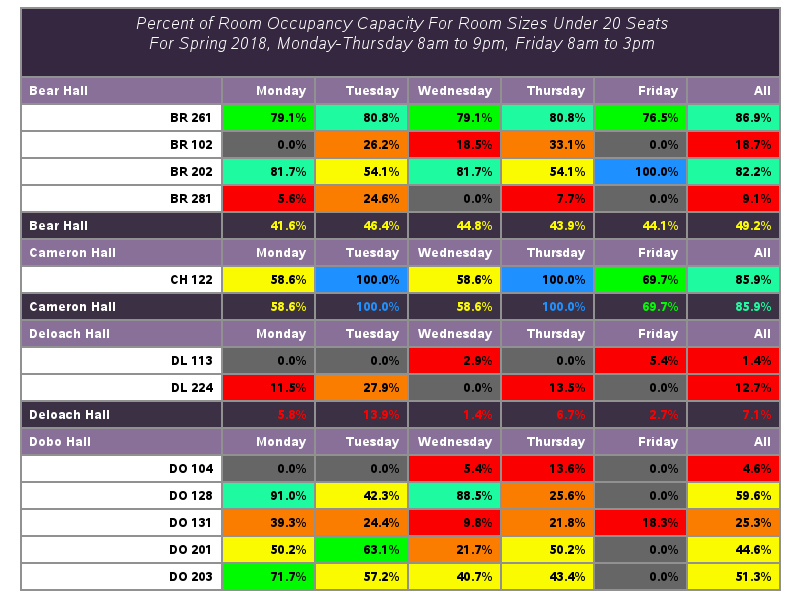 Percent of Room Occupancy Capacity For Room Sizes Under 20 Seats
For Spring 2018, Monday-Thursday 8am to 9pm, Friday 8am to 3pm
Bear Hall Monday Tuesday Wednesday Thursday Friday All
BR 261 79.1% 80.8% 79.1% 80.8% 76.5% 86.9%
BR 102 0.0% 26.2% 18.5% 33.1% 0.0% 18.7%
BR 202 81.7% 54.1% 81.7% 54.1% 100.0% 82.2%
BR 281 5.6% 24.6% 0.0% 7.7% 0.0% 9.1%
Bear Hall 41.6% 46.4% 44.8% 43.9% 44.1% 49.2%
Cameron Hall Monday Tuesday Wednesday Thursday Friday All
CH 122 58.6% 100.0% 58.6% 100.0% 69.7% 85.9%
Cameron Hall 58.6% 100.0% 58.6% 100.0% 69.7% 85.9%
Deloach Hall Monday Tuesday Wednesday Thursday Friday All
DL 113 0.0% 0.0% 2.9% 0.0% 5.4% 1.4%
DL 224 11.5% 27.9% 0.0% 13.5% 0.0% 12.7%
Deloach Hall 5.8% 13.9% 1.4% 6.7% 2.7% 7.1%
Dobo Hall Monday Tuesday Wednesday Thursday Friday All
DO 104 0.0% 0.0% 5.4% 13.6% 0.0% 4.6%
DO 128 91.0% 42.3% 88.5% 25.6% 0.0% 59.6%
DO 131 39.3% 24.4% 9.8% 21.8% 18.3% 25.3%
DO 201 50.2% 63.1% 21.7% 50.2% 0.0% 44.6%
DO 203 71.7% 57.2% 40.7% 43.4% 0.0% 51.3%